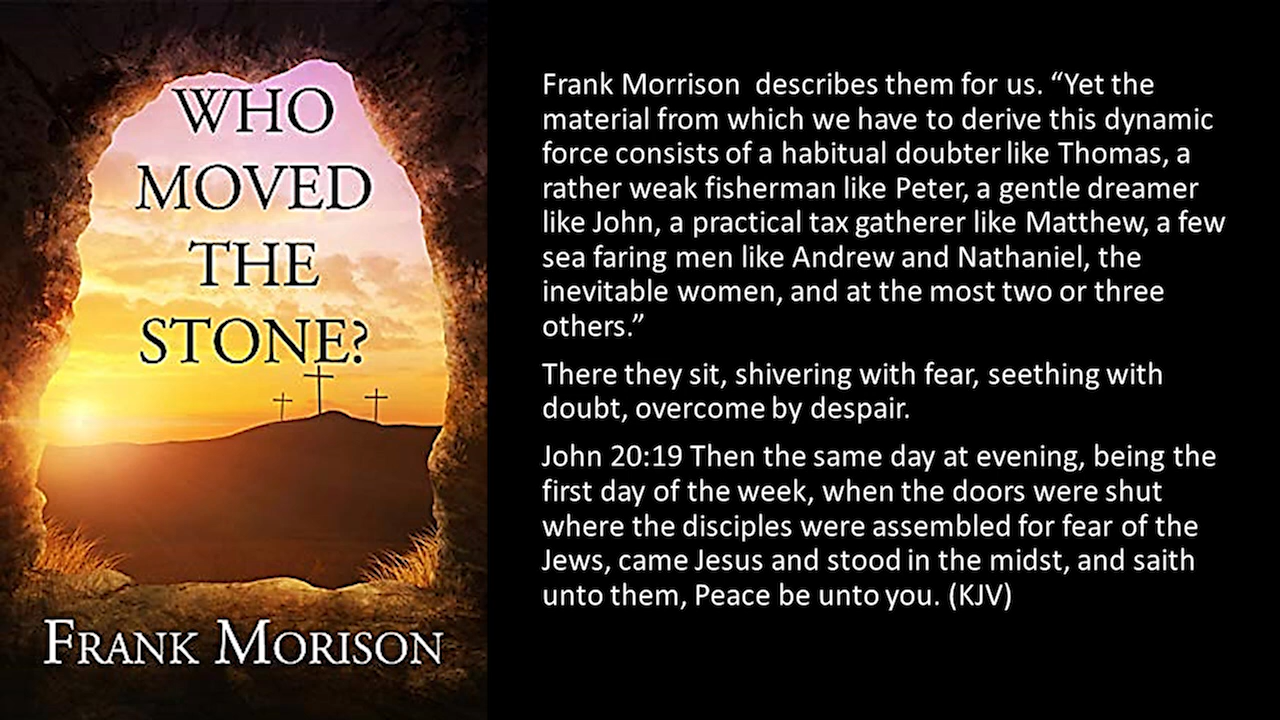 WHO
MOVED
THE
STONE?
FRANK MORISON
Frank Morrison  describes them for us. “Yet the
material from which we have to derive this dynamic
force consists of a habitual doubter like Thomas, a
rather weak fisherman like Peter, a gentle dreamer
like John, a practical tax gatherer like Matthew, a few
sea faring men like Andrew and Nathaniel, the
inevitable women, and at the most two or three
others.”
There they sit, shivering with fear, seething with
doubt, overcome by despair.
John 20:19 Then the same day at evening, being the
first day of the week, when the doors were shut
where the disciples were assembled for fear of the
Jews, came Jesus and stood in the midst, and saith
unto them, Peace be unto you. (KJV)